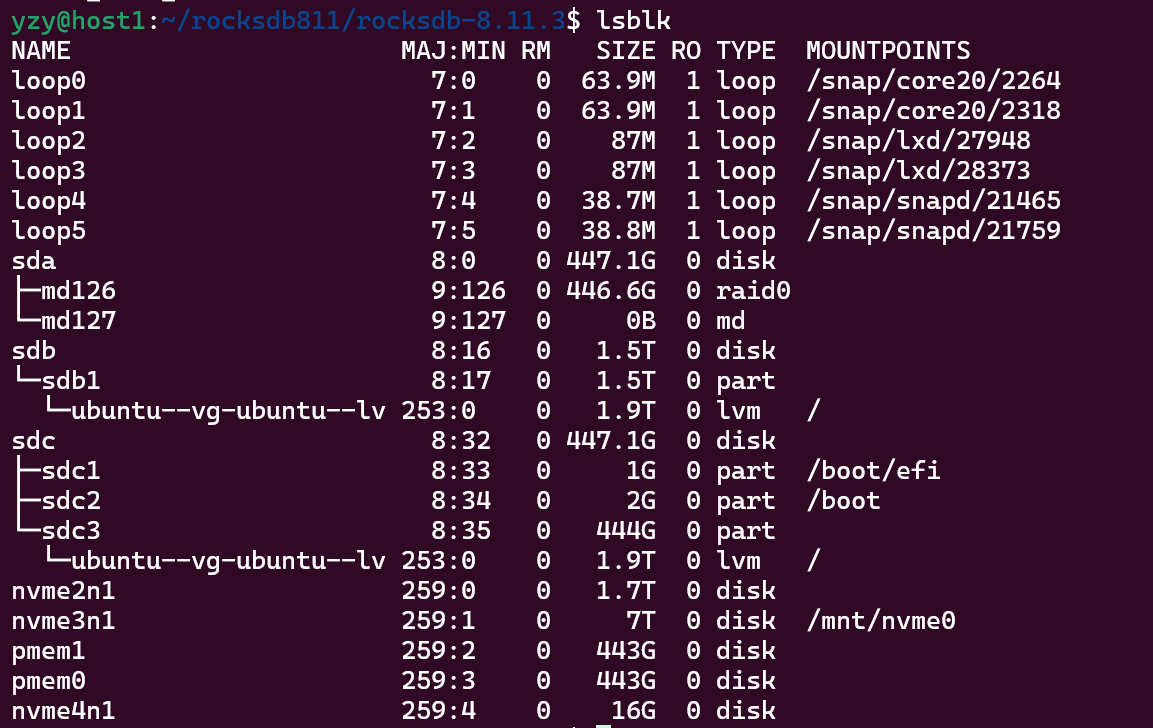 yzy@host1:~/rocksdb811/rocksdb-8.11.3$ lsblk
NAME                      MAJ:MIN RM   SIZE RO TYPE  MOUNTPOINTS
loop0                       7:0    0  63.9M  1 loop  /snap/core20/2264
loop1                       7:1    0  63.9M  1 loop  /snap/core20/2318
loop2                       7:2    0    87M  1 loop  /snap/lxd/27948
loop3                       7:3    0    87M  1 loop  /snap/lxd/28373
loop4                       7:4    0  38.7M  1 loop  /snap/snapd/21465
loop5                       7:5    0  38.8M  1 loop  /snap/snapd/21759
sda                         8:0    0 447.1G  0 disk
├─md126                     9:126  0 446.6G  0 raid0
└─md127                     9:127  0     0B  0 md
sdb                         8:16   0   1.5T  0 disk
└─sdb1                      8:17   0   1.5T  0 part
  └─ubuntu--vg-ubuntu--lv 253:0    0   1.9T  0 lvm   /
sdc                         8:32   0 447.1G  0 disk
├─sdc1                      8:33   0     1G  0 part  /boot/efi
├─sdc2                      8:34   0     2G  0 part  /boot
└─sdc3                      8:35   0   444G  0 part
  └─ubuntu--vg-ubuntu--lv 253:0    0   1.9T  0 lvm   /
nvme2n1                   259:0    0   1.7T  0 disk
nvme3n1                   259:1    0     7T  0 disk  /mnt/nvme0
pmem1                     259:2    0   443G  0 disk
pmem0                     259:3    0   443G  0 disk
nvme4n1                   259:4    0    16G  0 disk